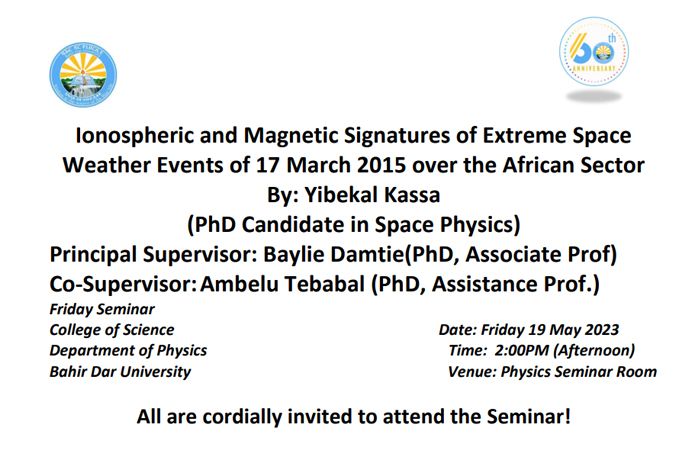 60th
ANNIVERSARY
Ionospheric and Magnetic Signatures of Extreme Space
Weather Events of 17 March 2015 over the African Sector
By: Yibekal Kassa
(PhD Candidate in Space Physics)
Principal Supervisor: Baylie Damtie(PhD, Associate Prof)
Co-Supervisor: Ambelu Tebabal (PhD, Assistance Prof.)
Friday Seminar
College of Science Date: Friday 19 May 2023
Department of Physics Time: 2:00PM (Afternoon)
Bahir Dar University Venue: Physics Seminar Room
All are cordially invited to attend the Seminar!